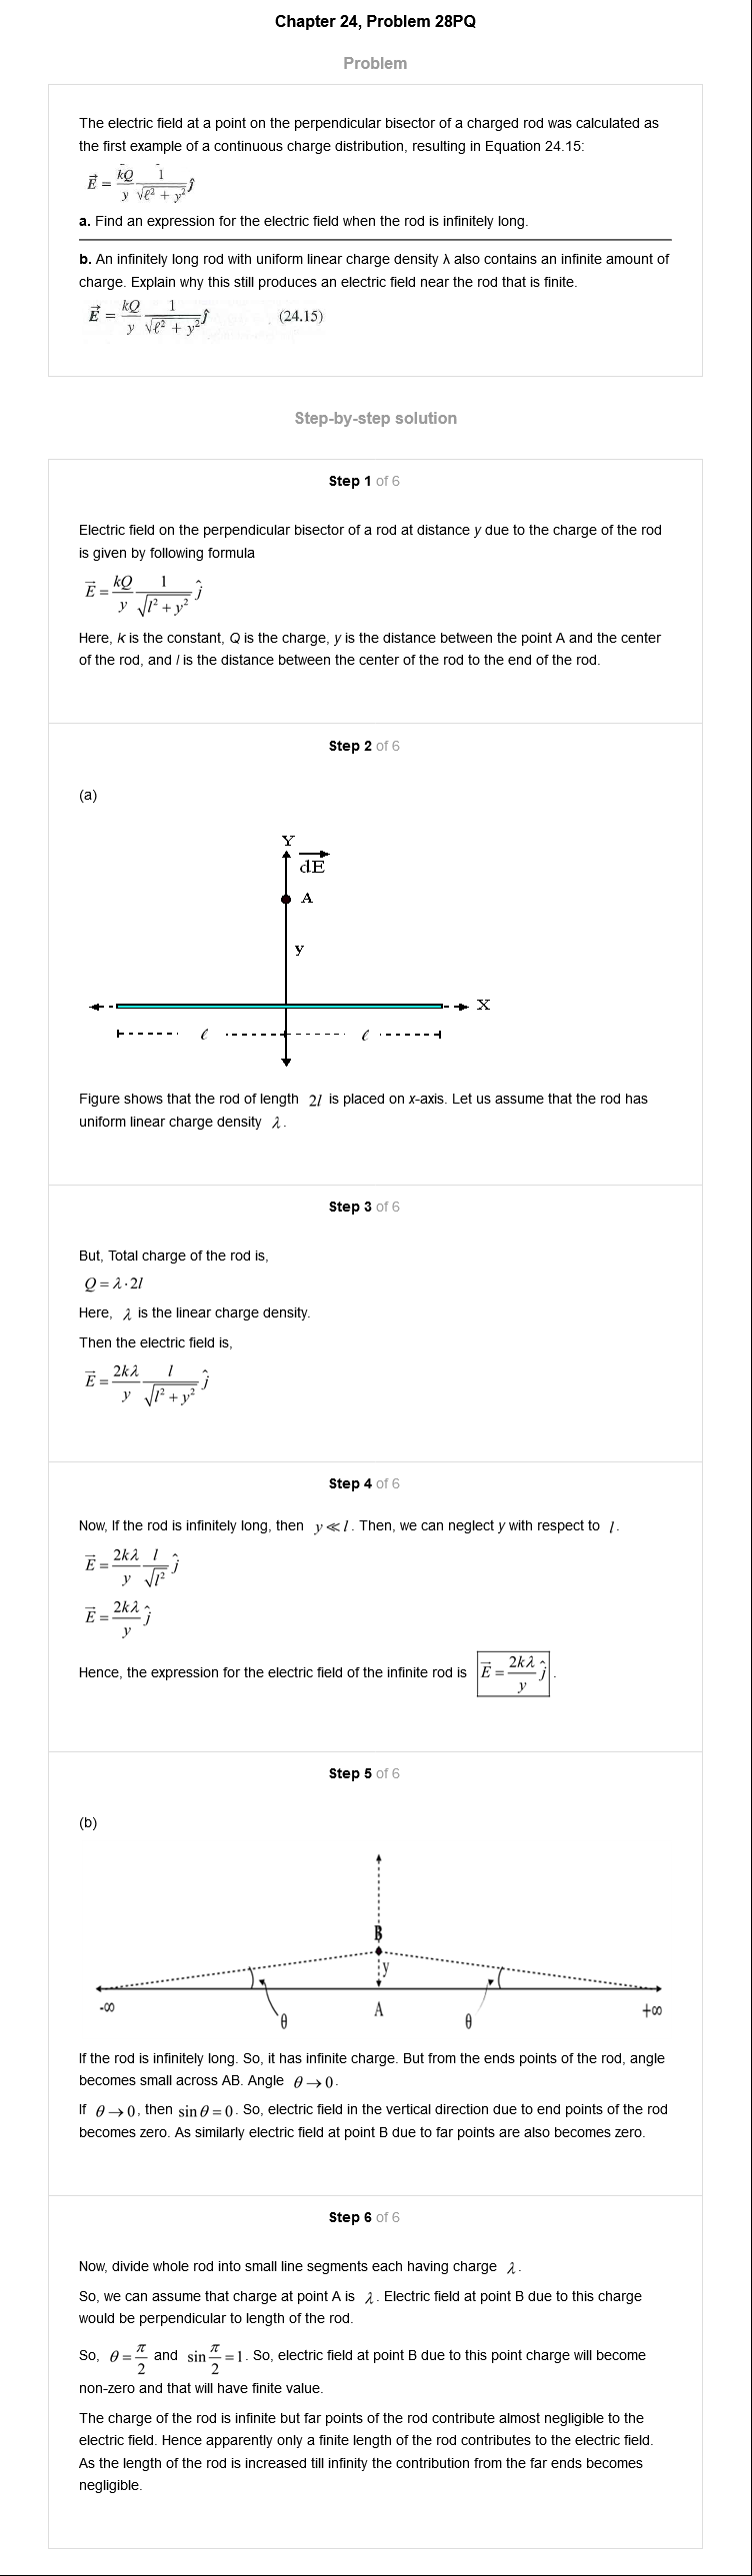 Chapter 24, Problem 28PQ
Problem
The electric field at a point on the perpendicular bisector of a charged rod was calculated as
the first example of a continuous charge distribution, resulting in Equation 24.15:
$\vec{E} = \frac{kQ}{y} \frac{1}{\sqrt{\ell^2 + y^2}} \hat{j}$
a. Find an expression for the electric field when the rod is infinitely long.
b. An infinitely long rod with uniform linear charge density λ also contains an infinite amount of
charge. Explain why this still produces an electric field near the rod that is finite.
$\vec{E} = \frac{kQ}{y} \frac{1}{\sqrt{\ell^2 + y^2}} \hat{j}$ (24.15)
Step-by-step solution
Step 1 of 6
Electric field on the perpendicular bisector of a rod at distance y due to the charge of the rod
is given by following formula
$\vec{E} = \frac{kQ}{y} \frac{1}{\sqrt{l^2 + y^2}} \hat{j}$
Here, k is the constant, Q is the charge, y is the distance between the point A and the center
of the rod, and l is the distance between the center of the rod to the end of the rod.
Step 2 of 6
(a)
Y
$\vec{dE}$
A
y
X
ℓ ℓ
Figure shows that the rod of length 2l is placed on x-axis. Let us assume that the rod has
uniform linear charge density λ.
Step 3 of 6
But, Total charge of the rod is,
Q = λ·2l
Here, λ is the linear charge density.
Then the electric field is,
$\vec{E} = \frac{2k\lambda}{y} \frac{l}{\sqrt{l^2 + y^2}} \hat{j}$
Step 4 of 6
Now, If the rod is infinitely long, then y ≪ l. Then, we can neglect y with respect to l.
$\vec{E} = \frac{2k\lambda}{y} \frac{l}{\sqrt{l^2}} \hat{j}$
$\vec{E} = \frac{2k\lambda}{y} \hat{j}$
Hence, the expression for the electric field of the infinite rod is $\vec{E} = \frac{2k\lambda}{y} \hat{j}$.
Step 5 of 6
(b)
B
y
-∞ θ A θ +∞
If the rod is infinitely long. So, it has infinite charge. But from the ends points of the rod, angle
becomes small across AB. Angle θ → 0.
If θ → 0, then sin θ = 0. So, electric field in the vertical direction due to end points of the rod
becomes zero. As similarly electric field at point B due to far points are also becomes zero.
Step 6 of 6
Now, divide whole rod into small line segments each having charge λ.
So, we can assume that charge at point A is λ. Electric field at point B due to this charge
would be perpendicular to length of the rod.
So, $\theta = \frac{\pi}{2}$ and $\sin\frac{\pi}{2} = 1$. So, electric field at point B due to this point charge will become
non-zero and that will have finite value.
The charge of the rod is infinite but far points of the rod contribute almost negligible to the
electric field. Hence apparently only a finite length of the rod contributes to the electric field.
As the length of the rod is increased till infinity the contribution from the far ends becomes
negligible.